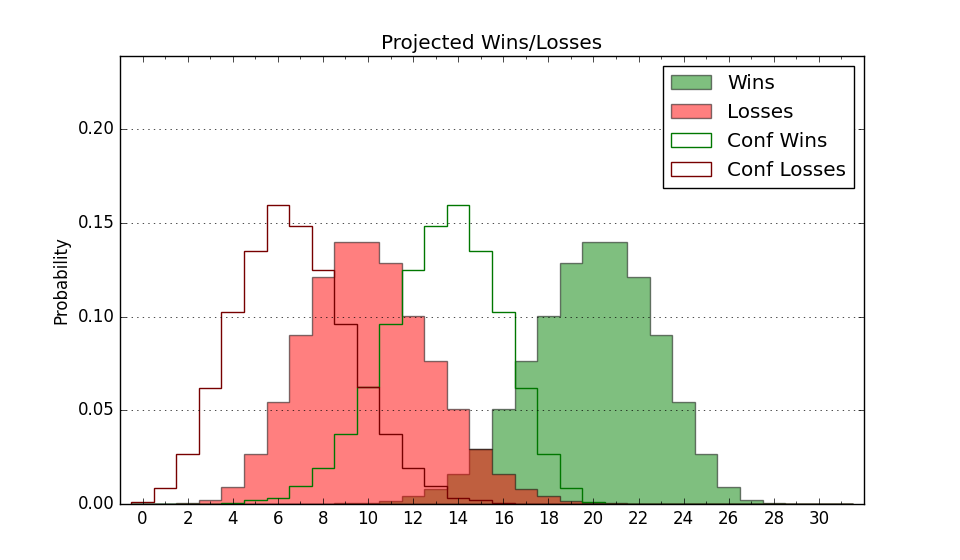 Projected Wins/Losses
Wins
Losses
Conf Wins
Conf Losses
Probability
0.20
0.15
0.10
0.05
0.00
0 2 4 6 8 10 12 14 16 18 20 22 24 26 28 30